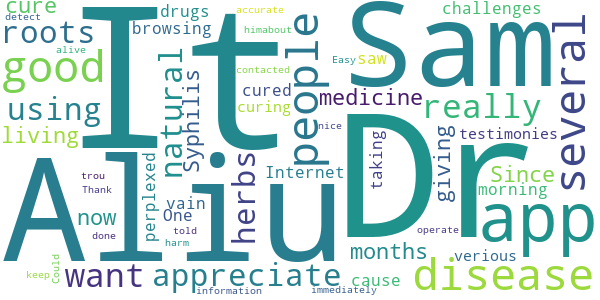 cure
drugs
It
Sam
challenges
detect
roots
browsing
accurate
himabout
alive
people
Easy
saw
several
good
natural
Syphilis
contacted
cured
curing
medicine
really
using
living
herbs
Internet
taking
giving
testimonies
Aliu
Dr
trou
Thank
perplexed
vain
One
Since
morning
now
told
done
harm
operate
app
nice
months
verious
want
appreciate
cause
disease
keep
Could
information
immediately